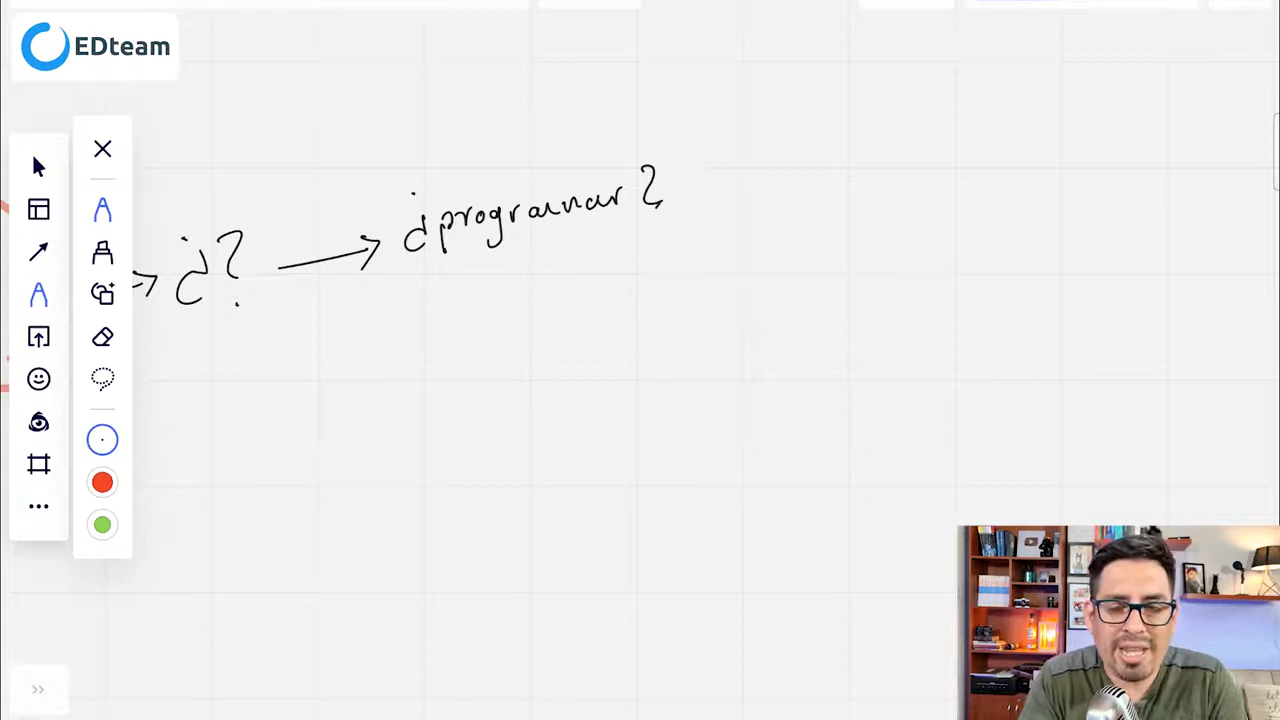 EDteam
¿programar?
→ ¿? →